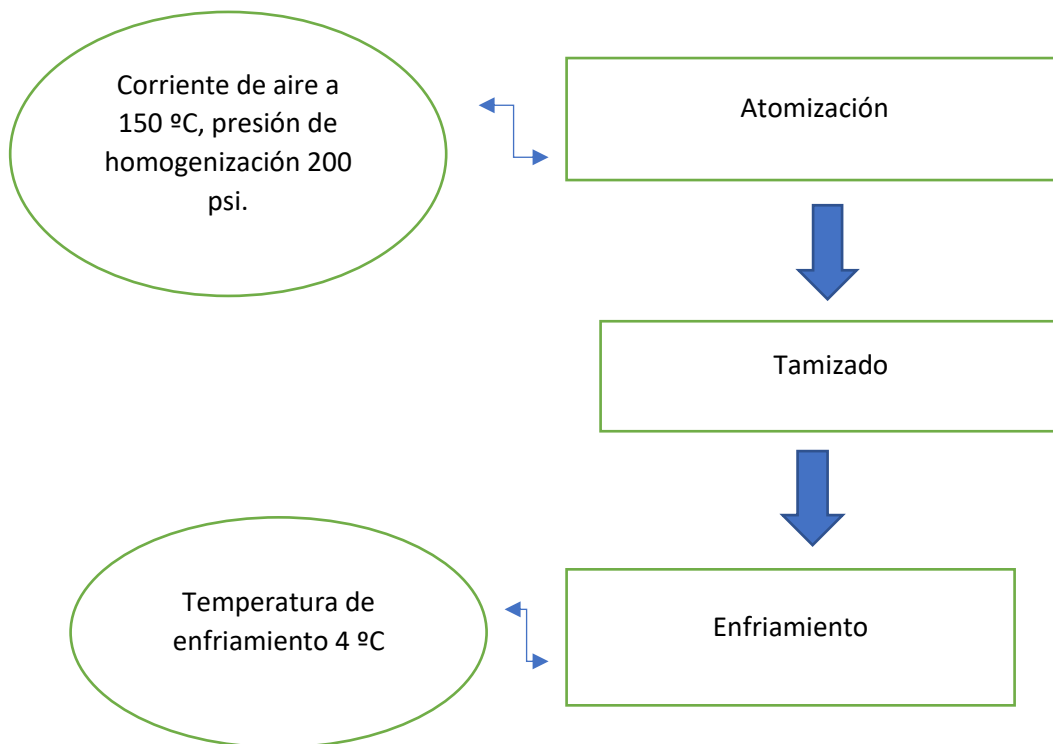 Corriente de aire a
150 ºC, presión de
homogenización 200
psi.
Atomización
Tamizado
Temperatura de
enfriamiento 4 ºC
Enfriamiento